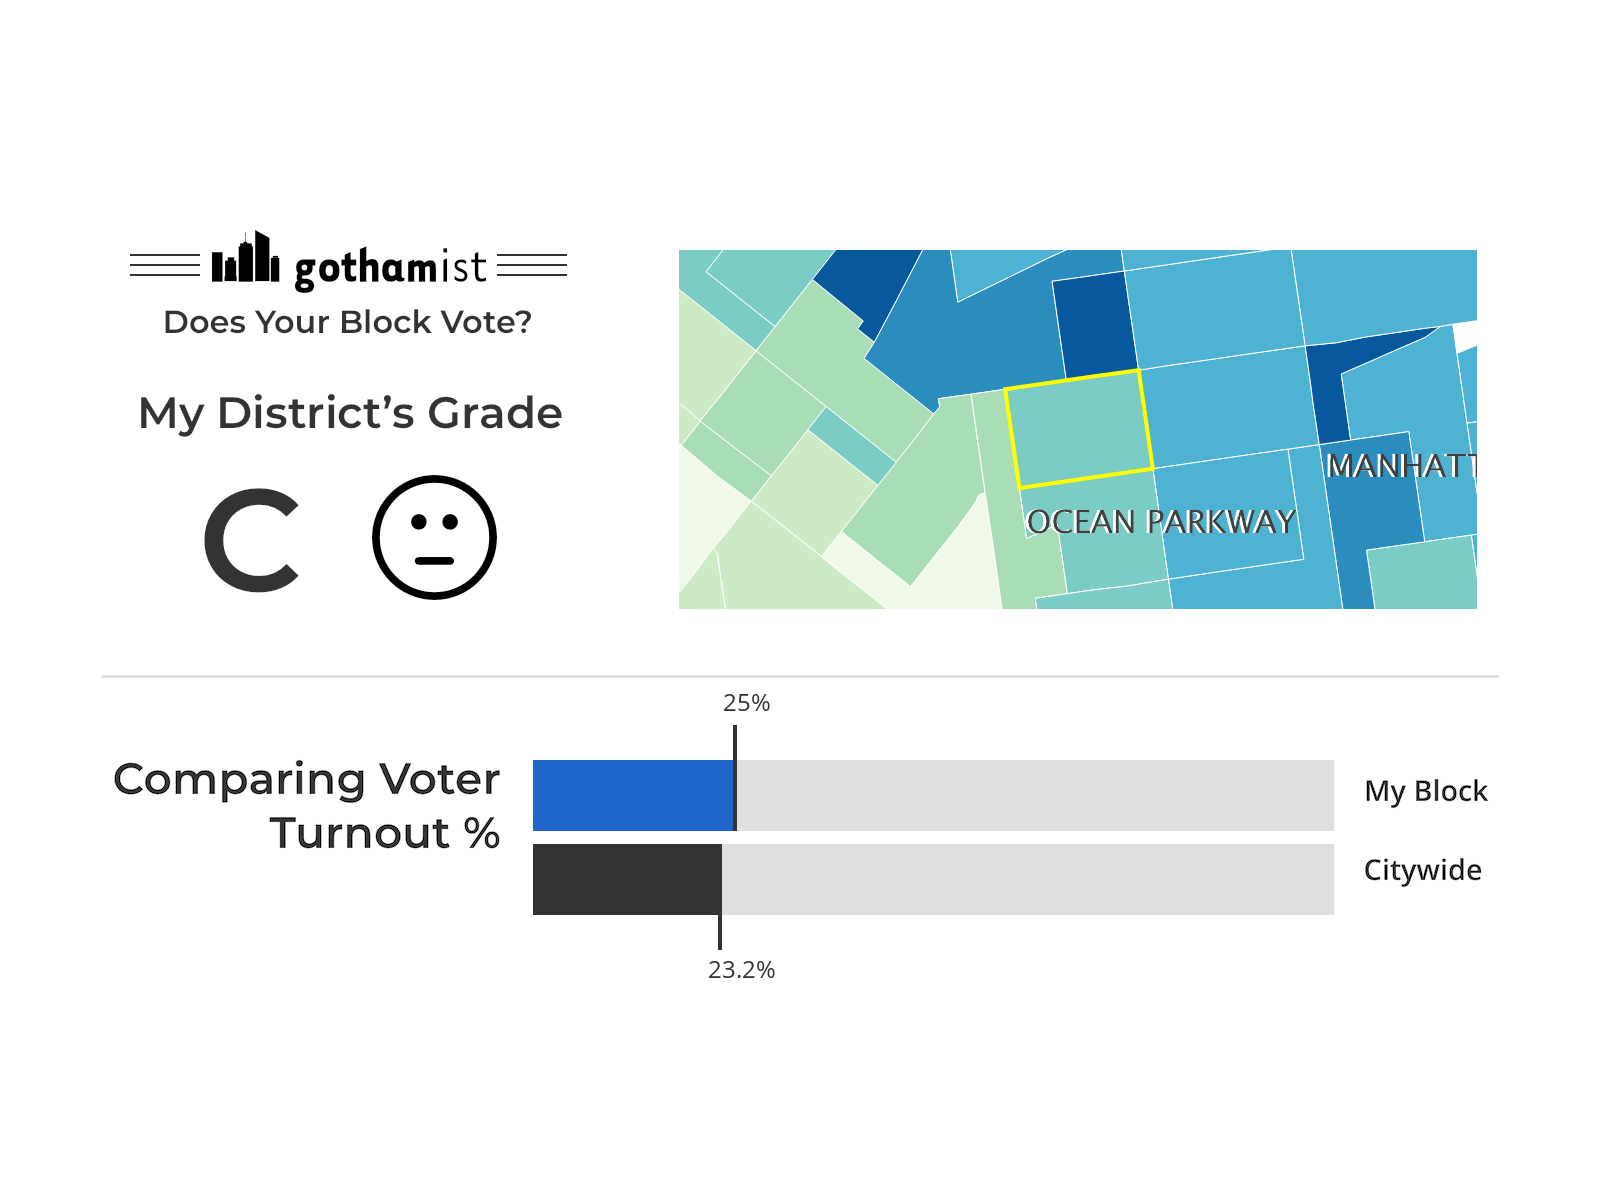 gothamist
Does Your Block Vote?
My District's Grade
C
MANHATT
OCEAN PARKWAY
25%
Comparing Voter
Turnout %
My Block
Citywide
23.2%